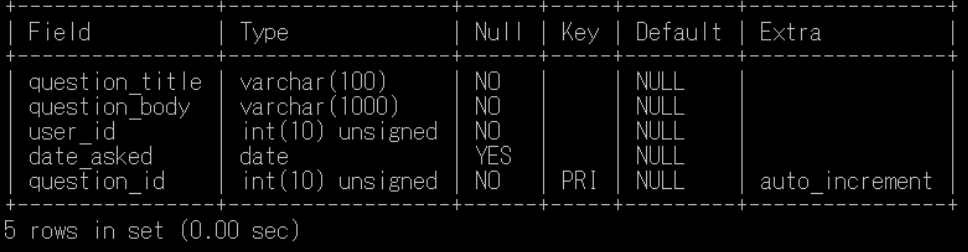 +----------------+------------------+------+-----+---------+----------------+
| Field          | Type             | Null | Key | Default | Extra          |
+----------------+------------------+------+-----+---------+----------------+
| question_title | varchar(100)     | NO   |     | NULL    |                |
| question_body  | varchar(1000)    | NO   |     | NULL    |                |
| user_id        | int(10) unsigned | NO   |     | NULL    |                |
| date_asked     | date             | YES  |     | NULL    |                |
| question_id    | int(10) unsigned | NO   | PRI | NULL    | auto_increment |
+----------------+------------------+------+-----+---------+----------------+
5 rows in set (0.00 sec)